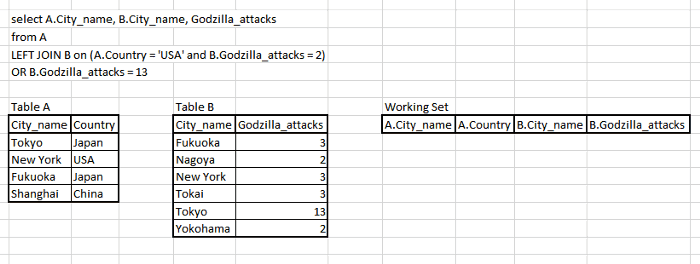 select A.City_name, B.City_name, Godzilla_attacks
from A
LEFT JOIN B on (A.Country = 'USA' and B.Godzilla_attacks = 2)
OR B.Godzilla_attacks = 13
Table A
City_name Country
Tokyo Japan
New York USA
Fukuoka Japan
Shanghai China
Table B
City_name Godzilla_attacks
Fukuoka 3
Nagoya 2
New York 3
Tokai 3
Tokyo 13
Yokohama 2
Working Set
A.City_name A.Country B.City_name B.Godzilla_attacks